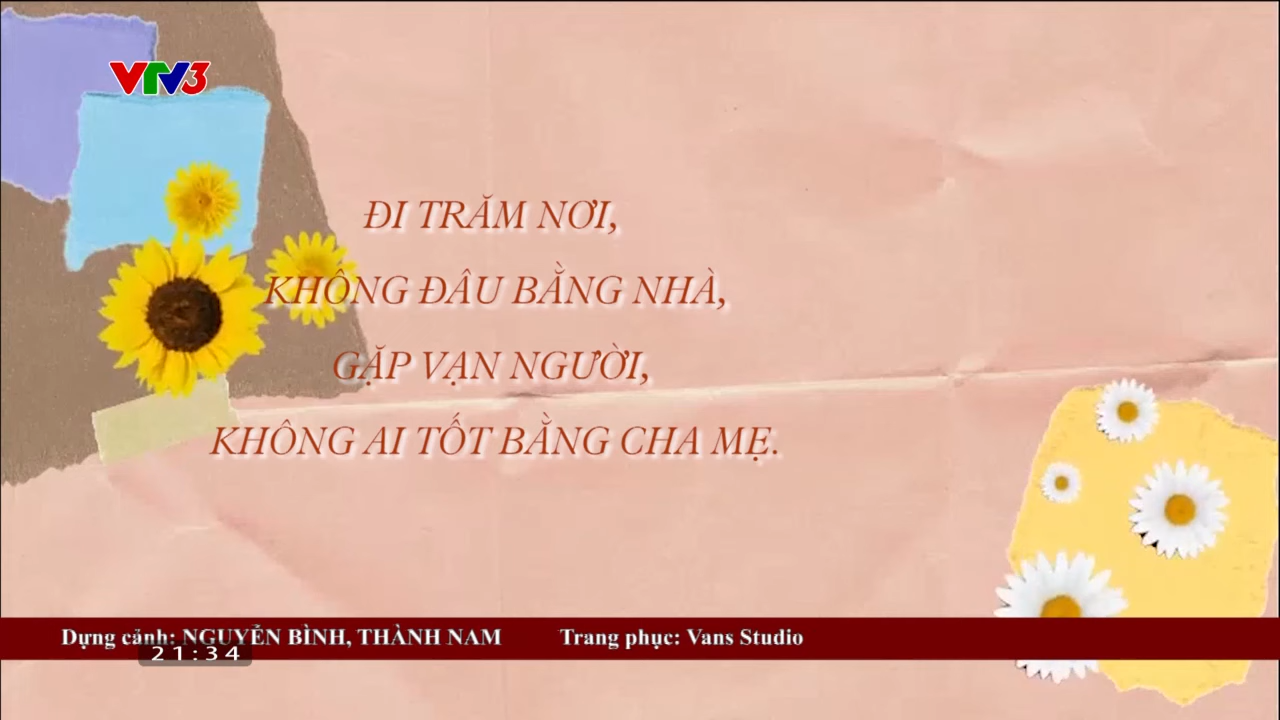 VTV3
ĐI TRĂM NƠI,
KHÔNG ĐÂU BẰNG NHÀ,
GẶP VẠN NGƯỜI,
KHÔNG AI TỐT BẰNG CHA MẸ.
Dựng cảnh: NGUYỄN BÌNH, THÀNH NAM Trang phục: Vans Studio
21:34